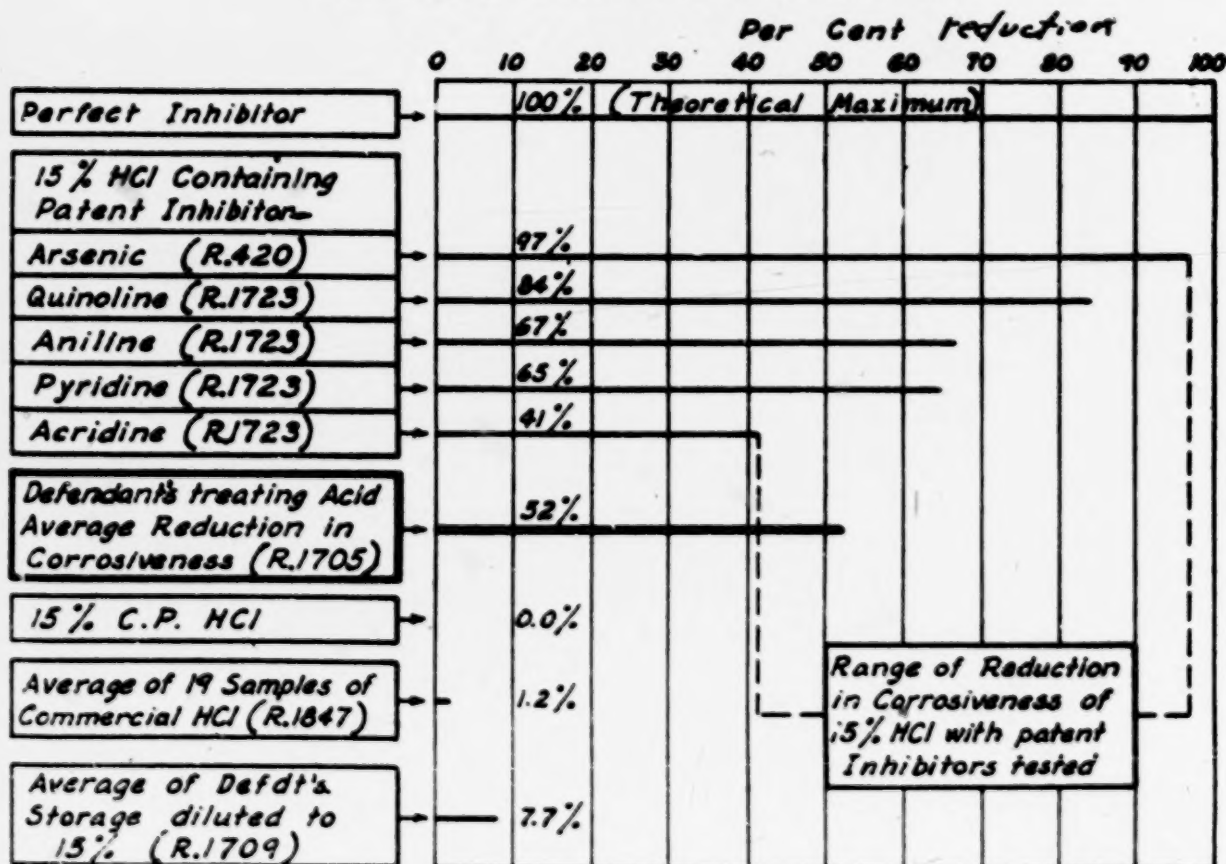 Per Cent reduction
0 10 20 30 40 50 60 70 80 90 100
Perfect Inhibitor
100% (Theoretical Maximum)
15% HCl Containing
Patent Inhibitor
Arsenic (R.420)
97%
Quinoline (R.1723)
84%
Aniline (R.1723)
67%
Pyridine (R.1723)
65%
Acridine (R.1723)
41%
Defendant's treating Acid
Average Reduction in
Corrosiveness (R.1705)
52%
15% C.P. HCl
0.0%
Average of 19 Samples of
Commercial HCl (R.1847)
1.2%
Range of Reduction
in Corrosiveness of
15% HCl with patent
Inhibitors tested
Average of Defdt's
Storage diluted to
15% (R.1709)
7.7%